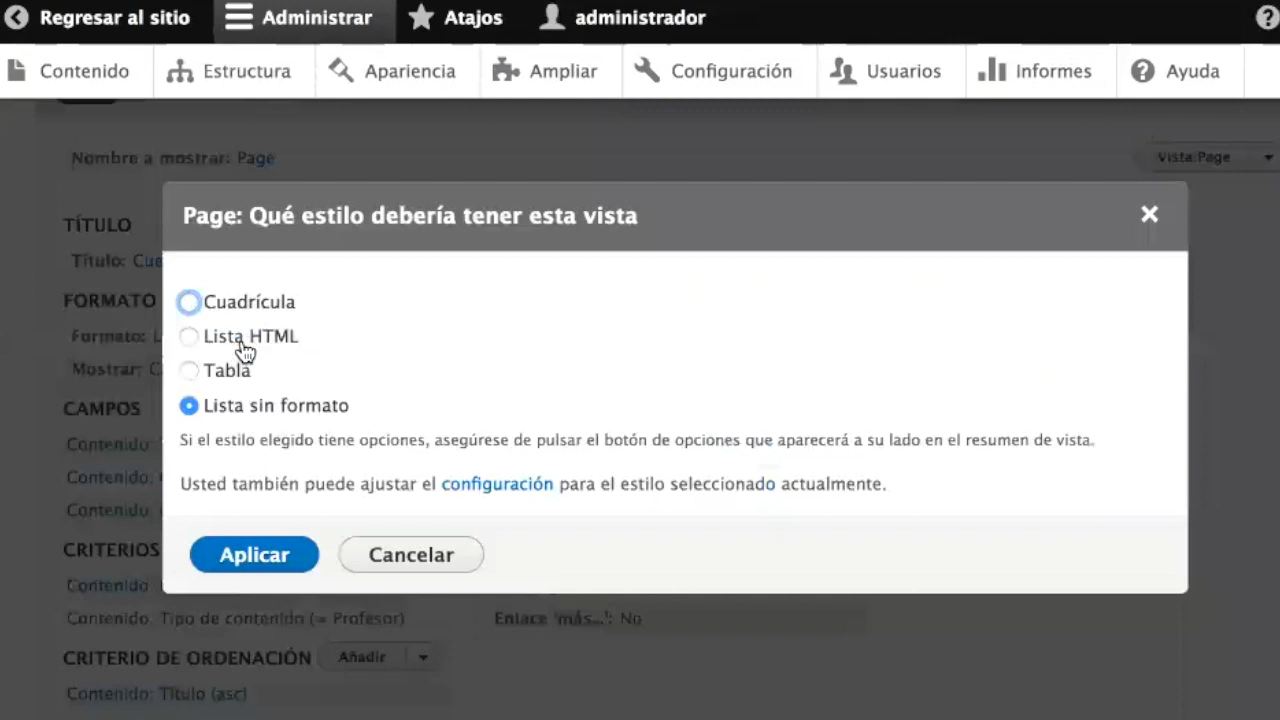 Regresar al sitio Administrar Atajos administrador
Contenido Estructura Apariencia Ampliar Configuración Usuarios Informes Ayuda
Nombre a mostrar: Page Vista Page
Page: Qué estilo debería tener esta vista
TÍTULO
Título: Cue
FORMATO
Formato: L
Mostrar: C
CAMPOS
Contenido:
Contenido:
Contenido:
Cuadrícula
Lista HTML
Tabla
Lista sin formato
Si el estilo elegido tiene opciones, asegúrese de pulsar el botón de opciones que aparecerá a su lado en el resumen de vista.
Usted también puede ajustar el configuración para el estilo seleccionado actualmente.
Aplicar Cancelar
CRITERIOS
Contenido:
Contenido: Tipo de contenido (= Profesor) Enlace 'más...': No
CRITERIO DE ORDENACIÓN Añadir
Contenido: Título (asc)